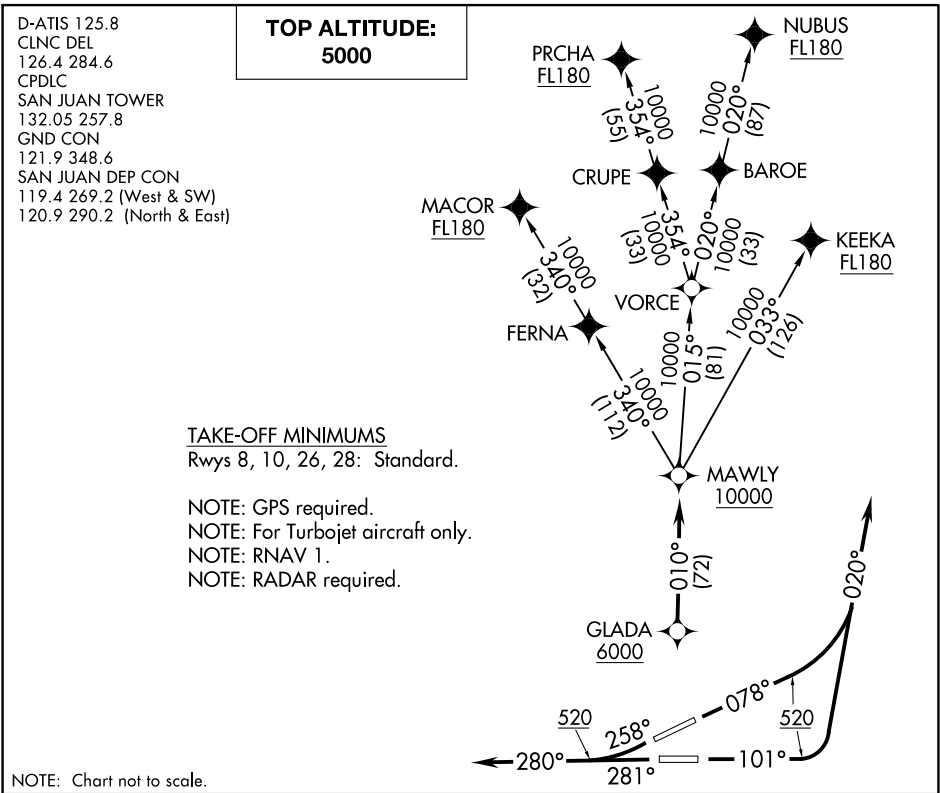 D-ATIS 125.8
CLNC DEL
126.4 284.6
CPDLC
SAN JUAN TOWER
132.05 257.8
GND CON
121.9 348.6
SAN JUAN DEP CON
119.4 269.2 (West & SW)
120.9 290.2 (North & East)
TOP ALTITUDE:
5000
NUBUS
FL180
PRCHA
FL180
10000
354°
(55)
10000
020°
(87)
CRUPE
BAROE
MACOR
FL180
354°
10000
(33)
020°
10000
(33)
KEEKA
FL180
10000
340°
(32)
VORCE
FERNA
10000
015°
(81)
10000
033°
(126)
10000
340°
(112)
MAWLY
10000
TAKE-OFF MINIMUMS
Rwys 8, 10, 26, 28: Standard.
NOTE: GPS required.
NOTE: For Turbojet aircraft only.
NOTE: RNAV 1.
NOTE: RADAR required.
010°
(72)
020°
GLADA
6000
078°
520
258°
520
280°
281°
101°
NOTE: Chart not to scale.